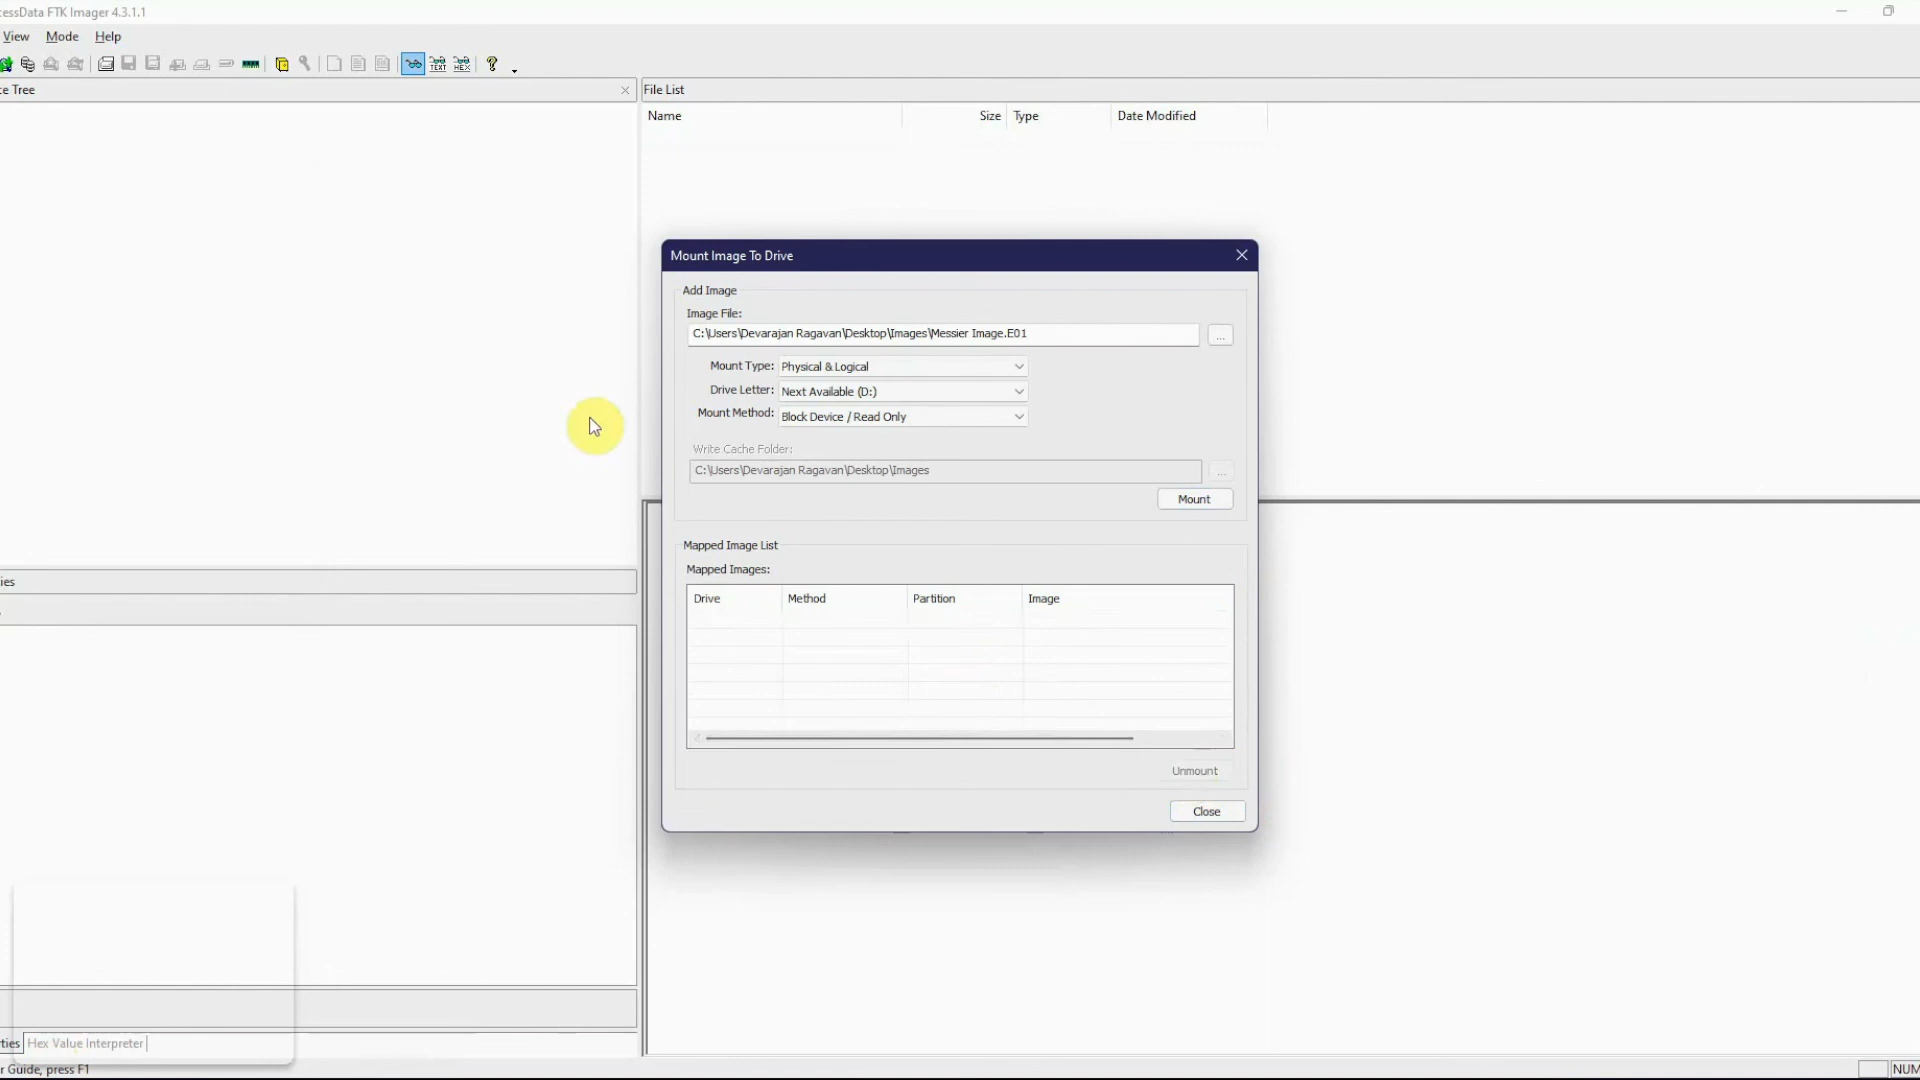 cessData FTK Imager 4.3.1.1
View Mode Help
TEXT HEX ?
ce Tree
File List
Name Size Type Date Modified
Mount Image To Drive
Add Image
Image File:
C:\Users\Devarajan Ragavan\Desktop\Images\Messier Image.E01
...
Mount Type: Physical & Logical
Drive Letter: Next Available (D:)
Mount Method: Block Device / Read Only
Write Cache Folder:
C:\Users\Devarajan Ragavan\Desktop\Images
...
Mount
Mapped Image List
Mapped Images:
Drive Method Partition Image
Unmount
Close
ies
ties Hex Value Interpreter
r Guide, press F1
NUM